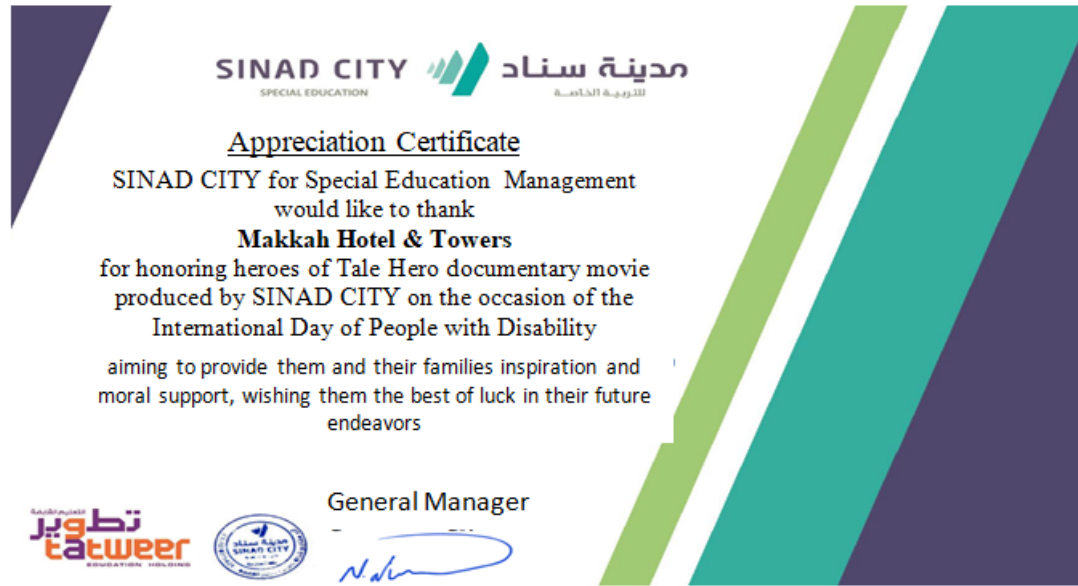 SINAD CITY مدينة سناد
SPECIAL EDUCATION للتربية الخاصة
Appreciation Certificate
SINAD CITY for Special Education Management
would like to thank
Makkah Hotel & Towers
for honoring heroes of Tale Hero documentary movie
produced by SINAD CITY on the occasion of the
International Day of People with Disability
aiming to provide them and their families inspiration and
moral support, wishing them the best of luck in their future
endeavors
General Manager
تطوير
tatweer
EDUCATION HOLDING
مدينة سناد
SINAD CITY